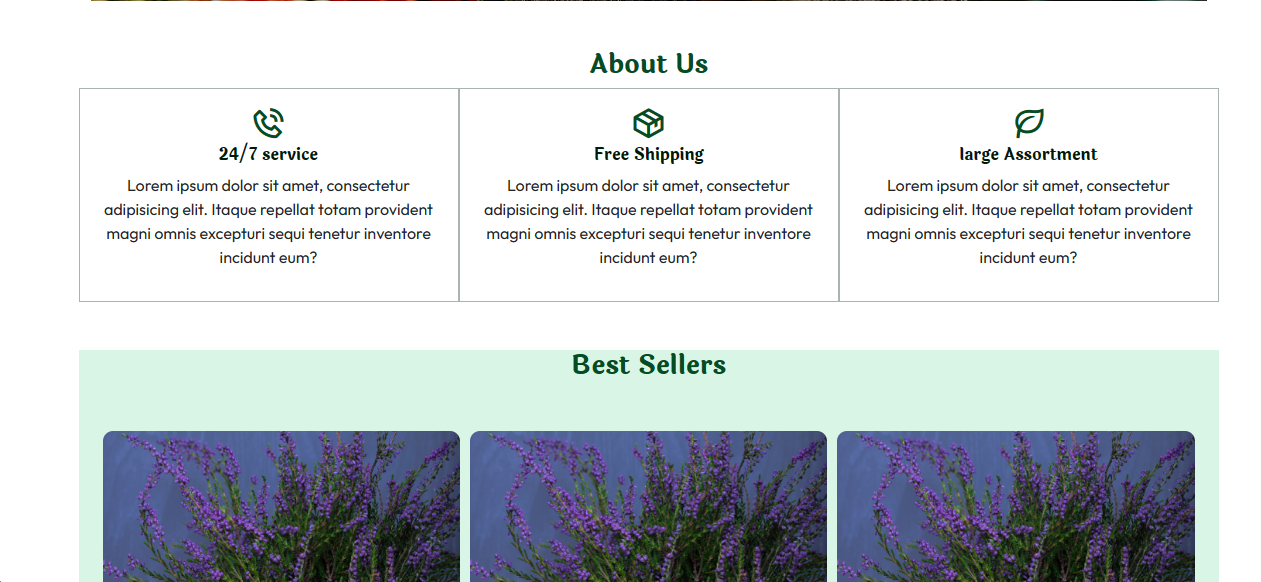 About Us
24/7 service
Lorem ipsum dolor sit amet, consectetur
adipisicing elit. Itaque repellat totam provident
magni omnis excepturi sequi tenetur inventore
incidunt eum?
Free Shipping
Lorem ipsum dolor sit amet, consectetur
adipisicing elit. Itaque repellat totam provident
magni omnis excepturi sequi tenetur inventore
incidunt eum?
large Assortment
Lorem ipsum dolor sit amet, consectetur
adipisicing elit. Itaque repellat totam provident
magni omnis excepturi sequi tenetur inventore
incidunt eum?
Best Sellers